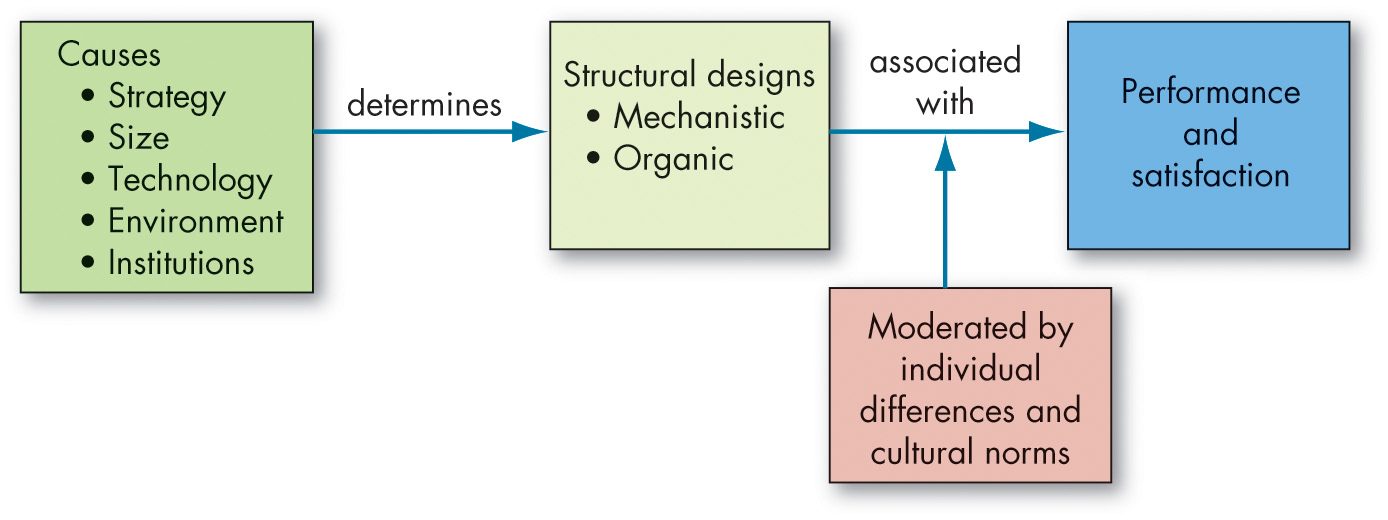 Causes
• Strategy
• Size
• Technology
• Environment
• Institutions
determines
Structural designs
• Mechanistic
• Organic
associated
with
Performance
and
satisfaction
Moderated by
individual
differences and
cultural norms